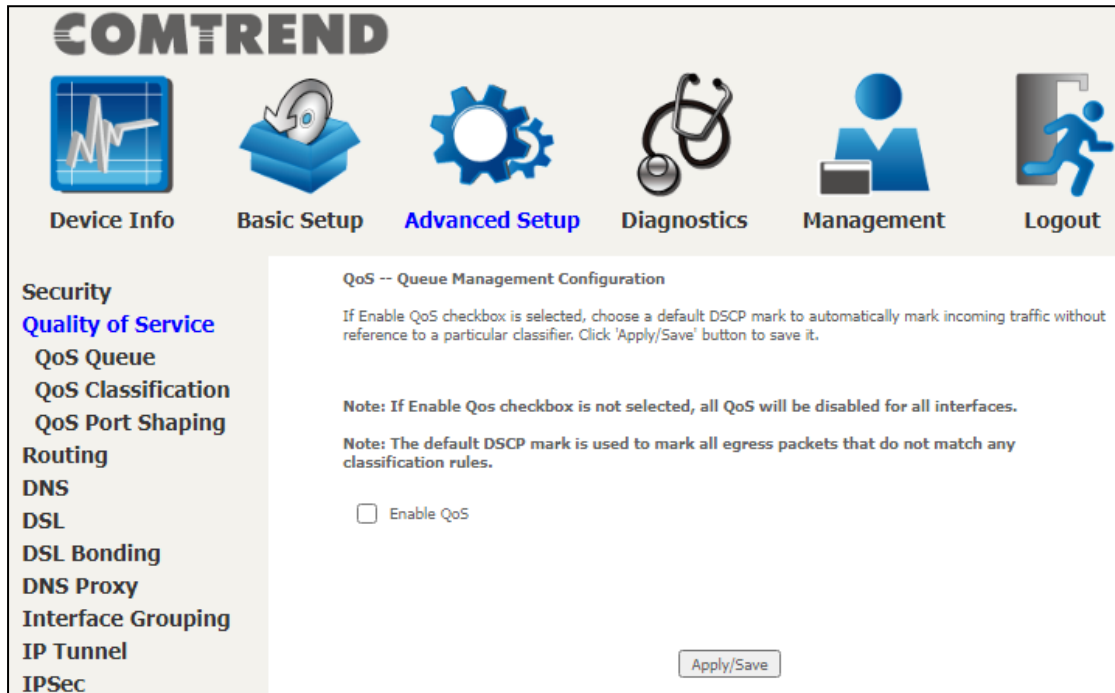 COMTREND
Device Info
Basic Setup
Advanced Setup
Diagnostics
Management
Logout
Security
Quality of Service
QoS Queue
QoS Classification
QoS Port Shaping
Routing
DNS
DSL
DSL Bonding
DNS Proxy
Interface Grouping
IP Tunnel
IPSec
QoS -- Queue Management Configuration
If Enable QoS checkbox is selected, choose a default DSCP mark to automatically mark incoming traffic without
reference to a particular classifier. Click 'Apply/Save' button to save it.
Note: If Enable Qos checkbox is not selected, all QoS will be disabled for all interfaces.
Note: The default DSCP mark is used to mark all egress packets that do not match any
classification rules.
Enable QoS
Apply/Save